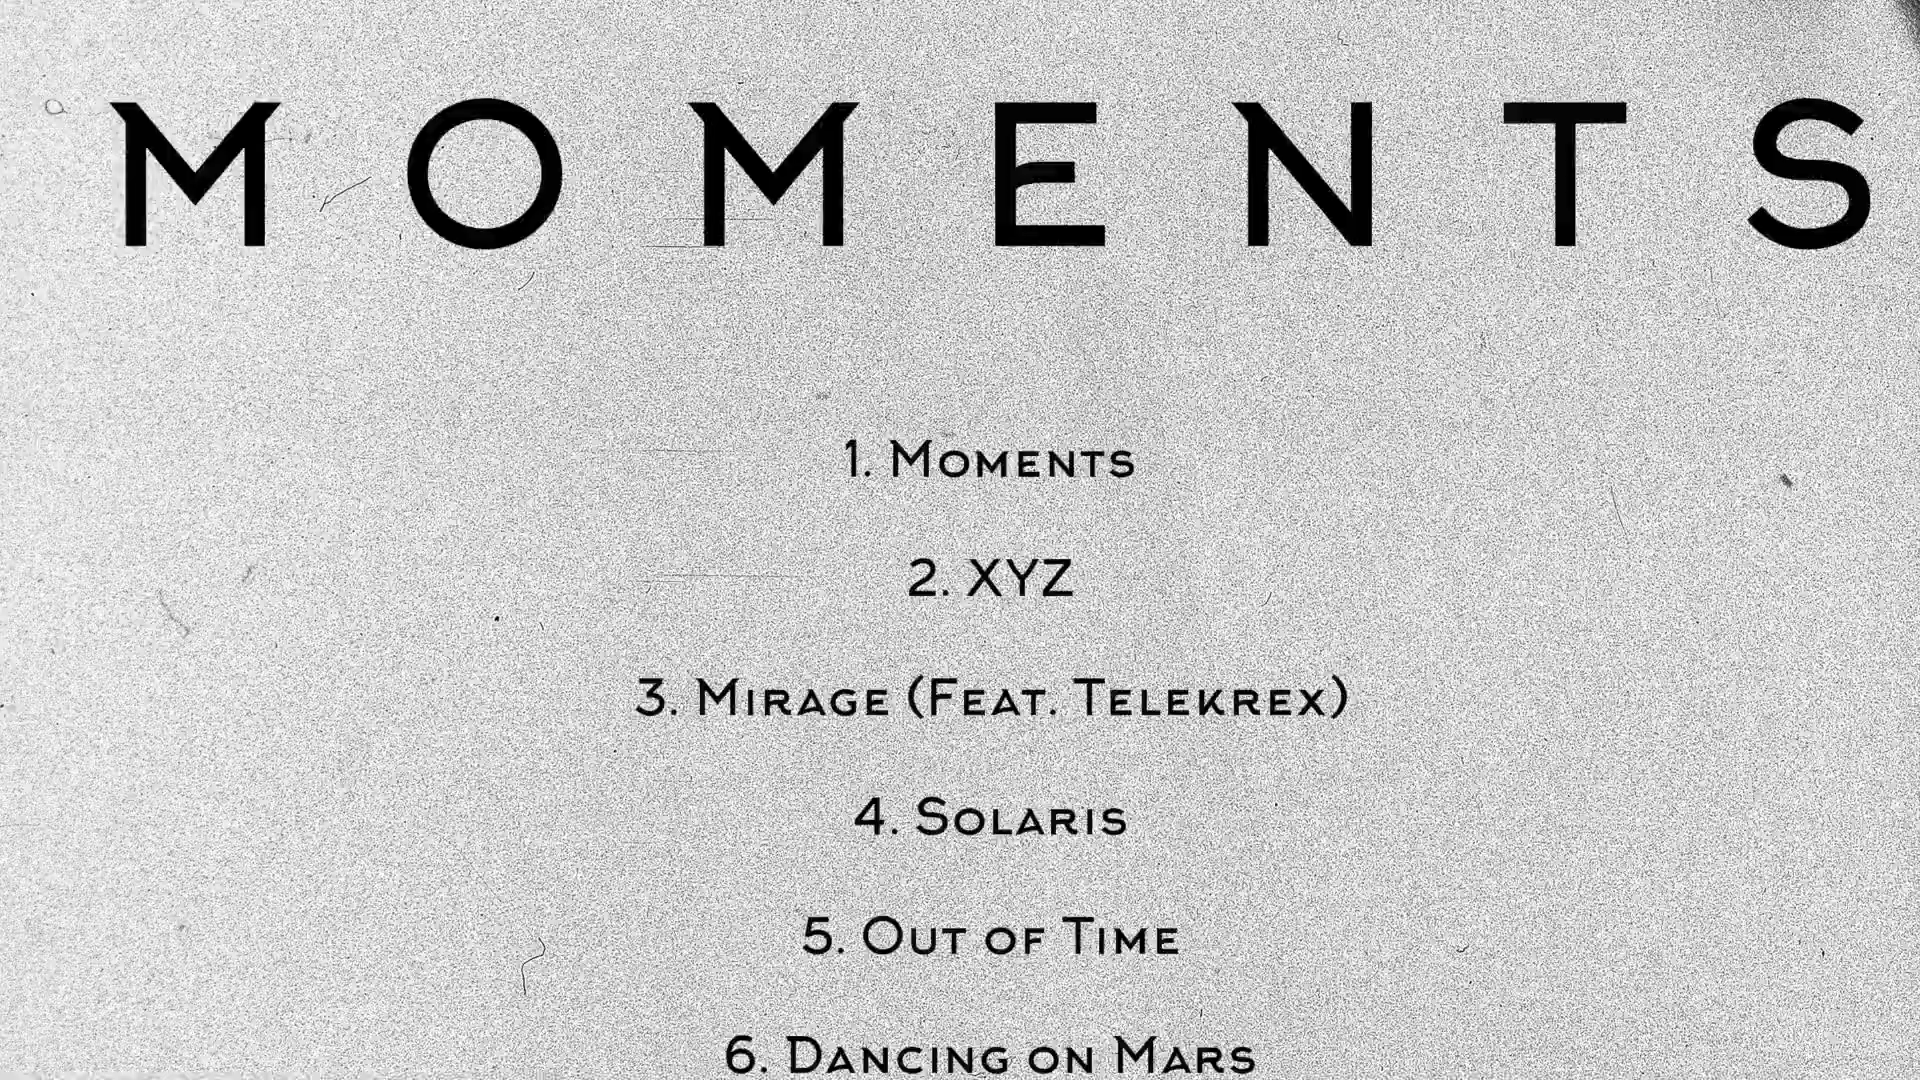 MOMENTS
1. Moments
2. XYZ
3. Mirage (Feat. Telekrex)
4. Solaris
5. Out of Time
6. Dancing on Mars